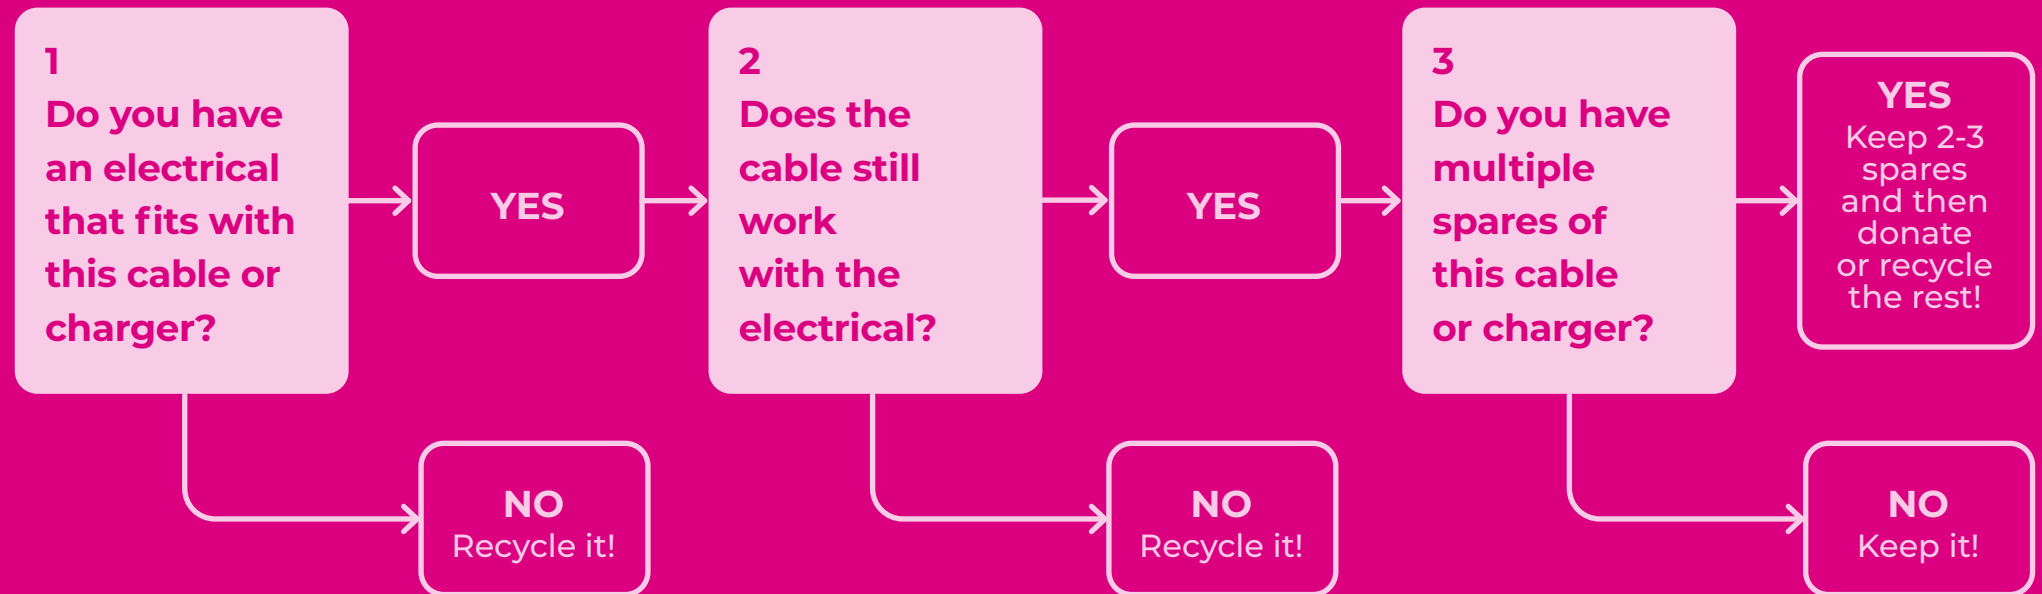 1
Do you have
an electrical
that fits with
this cable or
charger?
YES
NO
Recycle it!
2
Does the
cable still
work
with the
electrical?
YES
NO
Recycle it!
3
Do you have
multiple
spares of
this cable
or charger?
YES
Keep 2-3
spares
and then
donate
or recycle
the rest!
NO
Keep it!